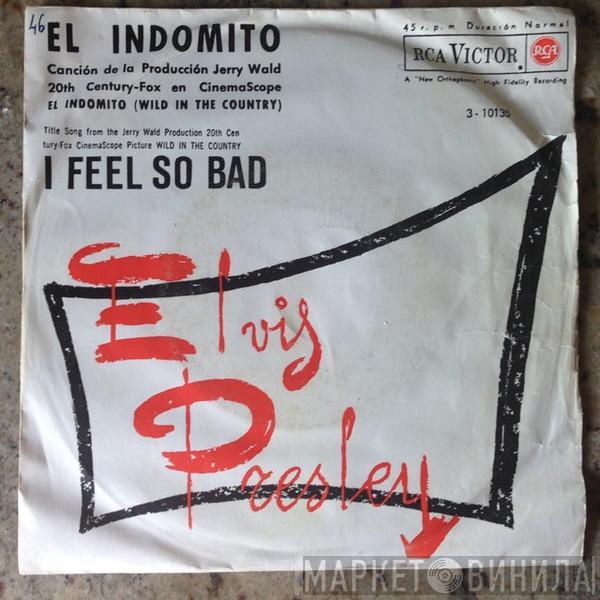 46
EL INDOMITO
Canción de la Producción Jerry Wald
20th Century-Fox en CinemaScope
EL INDOMITO (WILD IN THE COUNTRY)
Title Song from the Jerry Wald Production 20th Cen
tury-Fox CinemaScope Picture WILD IN THE COUNTRY
I FEEL SO BAD
45 r. p. m Duración Normal
RCA VICTOR
RCA
A "New Orthophonic" High Fidelity Recording
3 - 10135
Elvis
Presley
МАРКЕТ ВИНИЛА